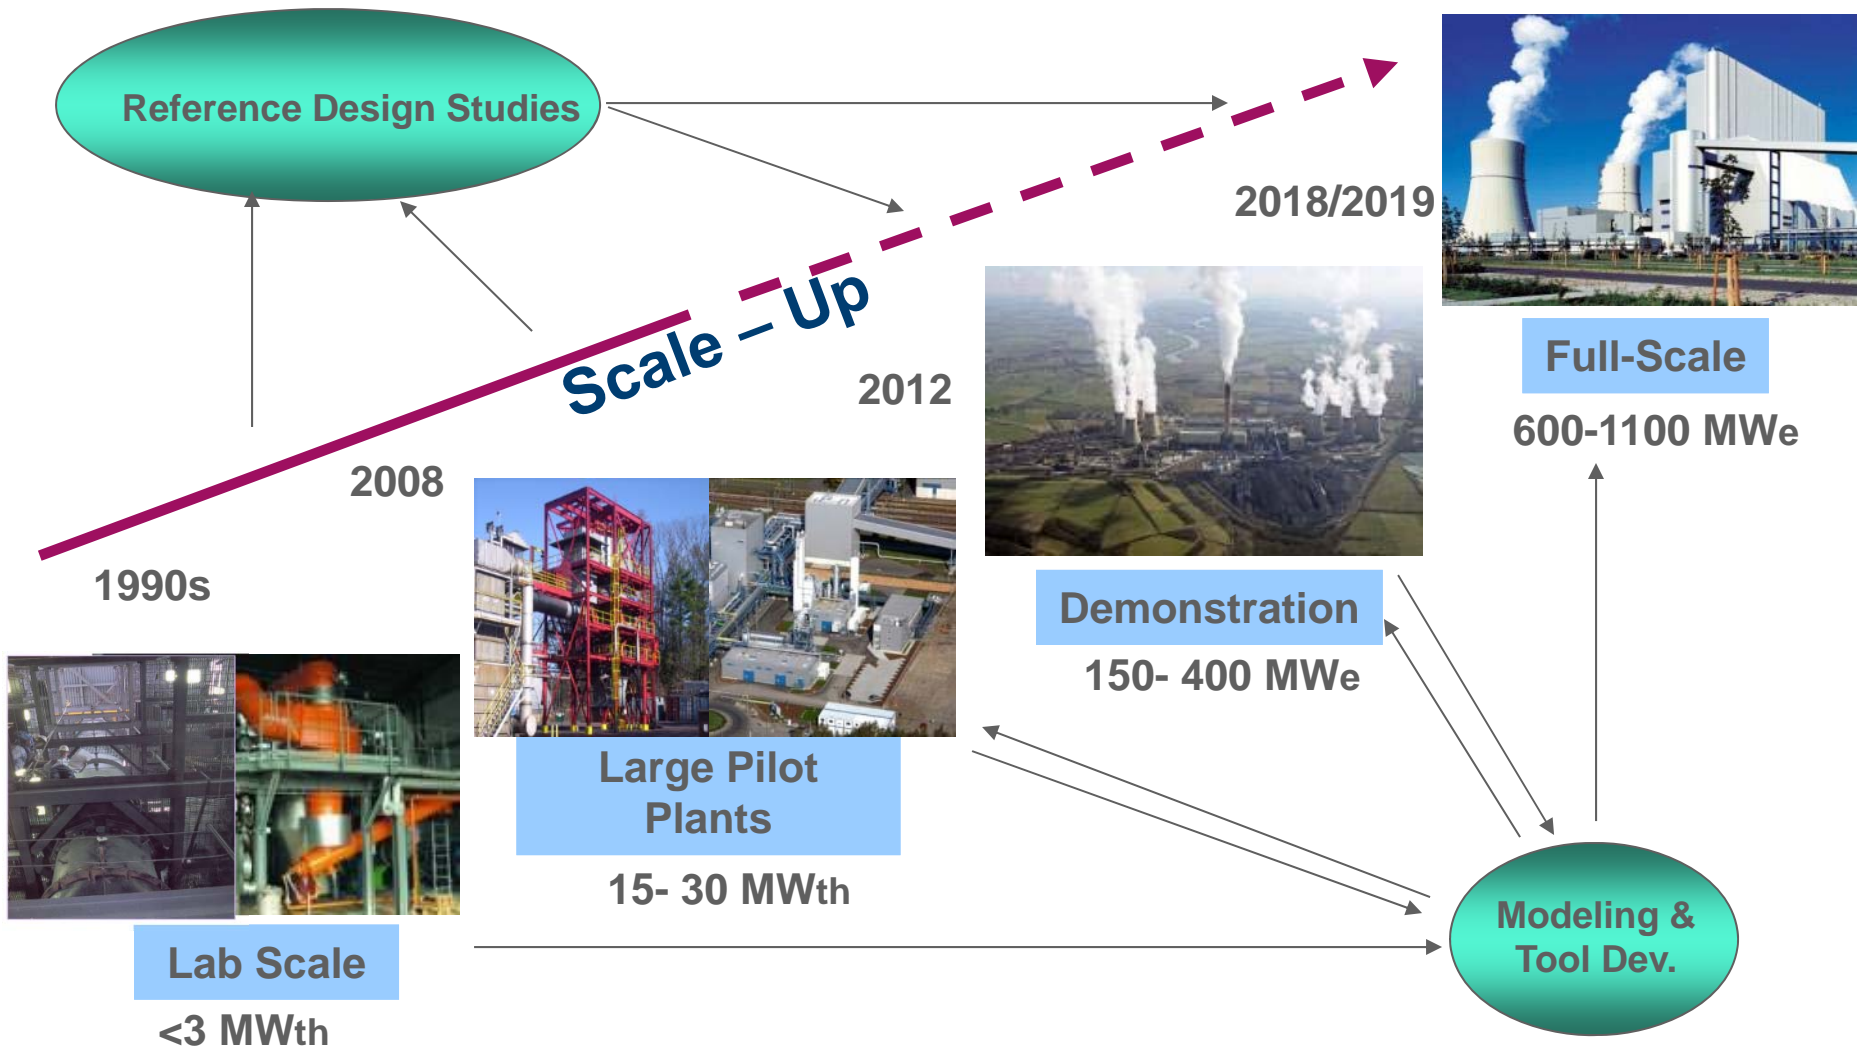 Reference Design Studies
Scale – Up
1990s
2008
2012
2018/2019
Lab Scale
<3 MWth
Large Pilot
Plants
15- 30 MWth
Demonstration
150- 400 MWe
Full-Scale
600-1100 MWe
Modeling &
Tool Dev.